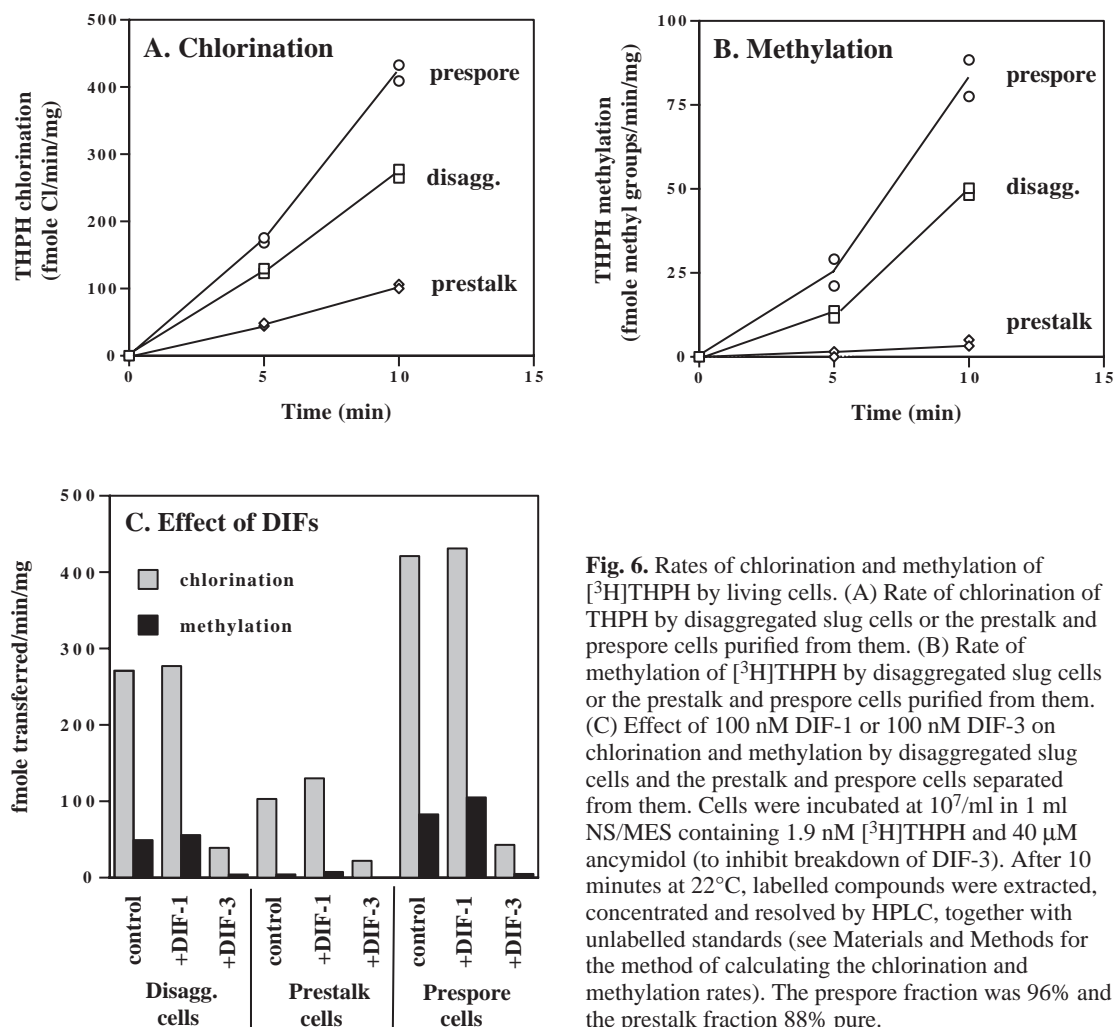 A. Chlorination
THPH chlorination
(fmole Cl/min/mg)
500
400
300
200
100
0
0
5
10
15
Time (min)
prespore
disagg.
prestalk
B. Methylation
THPH methylation
(fmole methyl groups/min/mg)
100
75
50
25
0
0
5
10
15
Time (min)
prespore
disagg.
prestalk
C. Effect of DIFs
chlorination
methylation
fmole transferred/min/mg
500
400
300
200
100
0
control
+DIF-1
+DIF-3
control
+DIF-1
+DIF-3
control
+DIF-1
+DIF-3
Disagg.
cells
Prestalk
cells
Prespore
cells
Fig. 6. Rates of chlorination and methylation of
[³H]THPH by living cells. (A) Rate of chlorination of
THPH by disaggregated slug cells or the prestalk and
prespore cells purified from them. (B) Rate of
methylation of [³H]THPH by disaggregated slug cells
or the prestalk and prespore cells purified from them.
(C) Effect of 100 nM DIF-1 or 100 nM DIF-3 on
chlorination and methylation by disaggregated slug
cells and the prestalk and prespore cells separated
from them. Cells were incubated at 10⁷/ml in 1 ml
NS/MES containing 1.9 nM [³H]THPH and 40 μM
ancymidol (to inhibit breakdown of DIF-3). After 10
minutes at 22°C, labelled compounds were extracted,
concentrated and resolved by HPLC, together with
unlabelled standards (see Materials and Methods for
the method of calculating the chlorination and
methylation rates). The prespore fraction was 96% and
the prestalk fraction 88% pure.